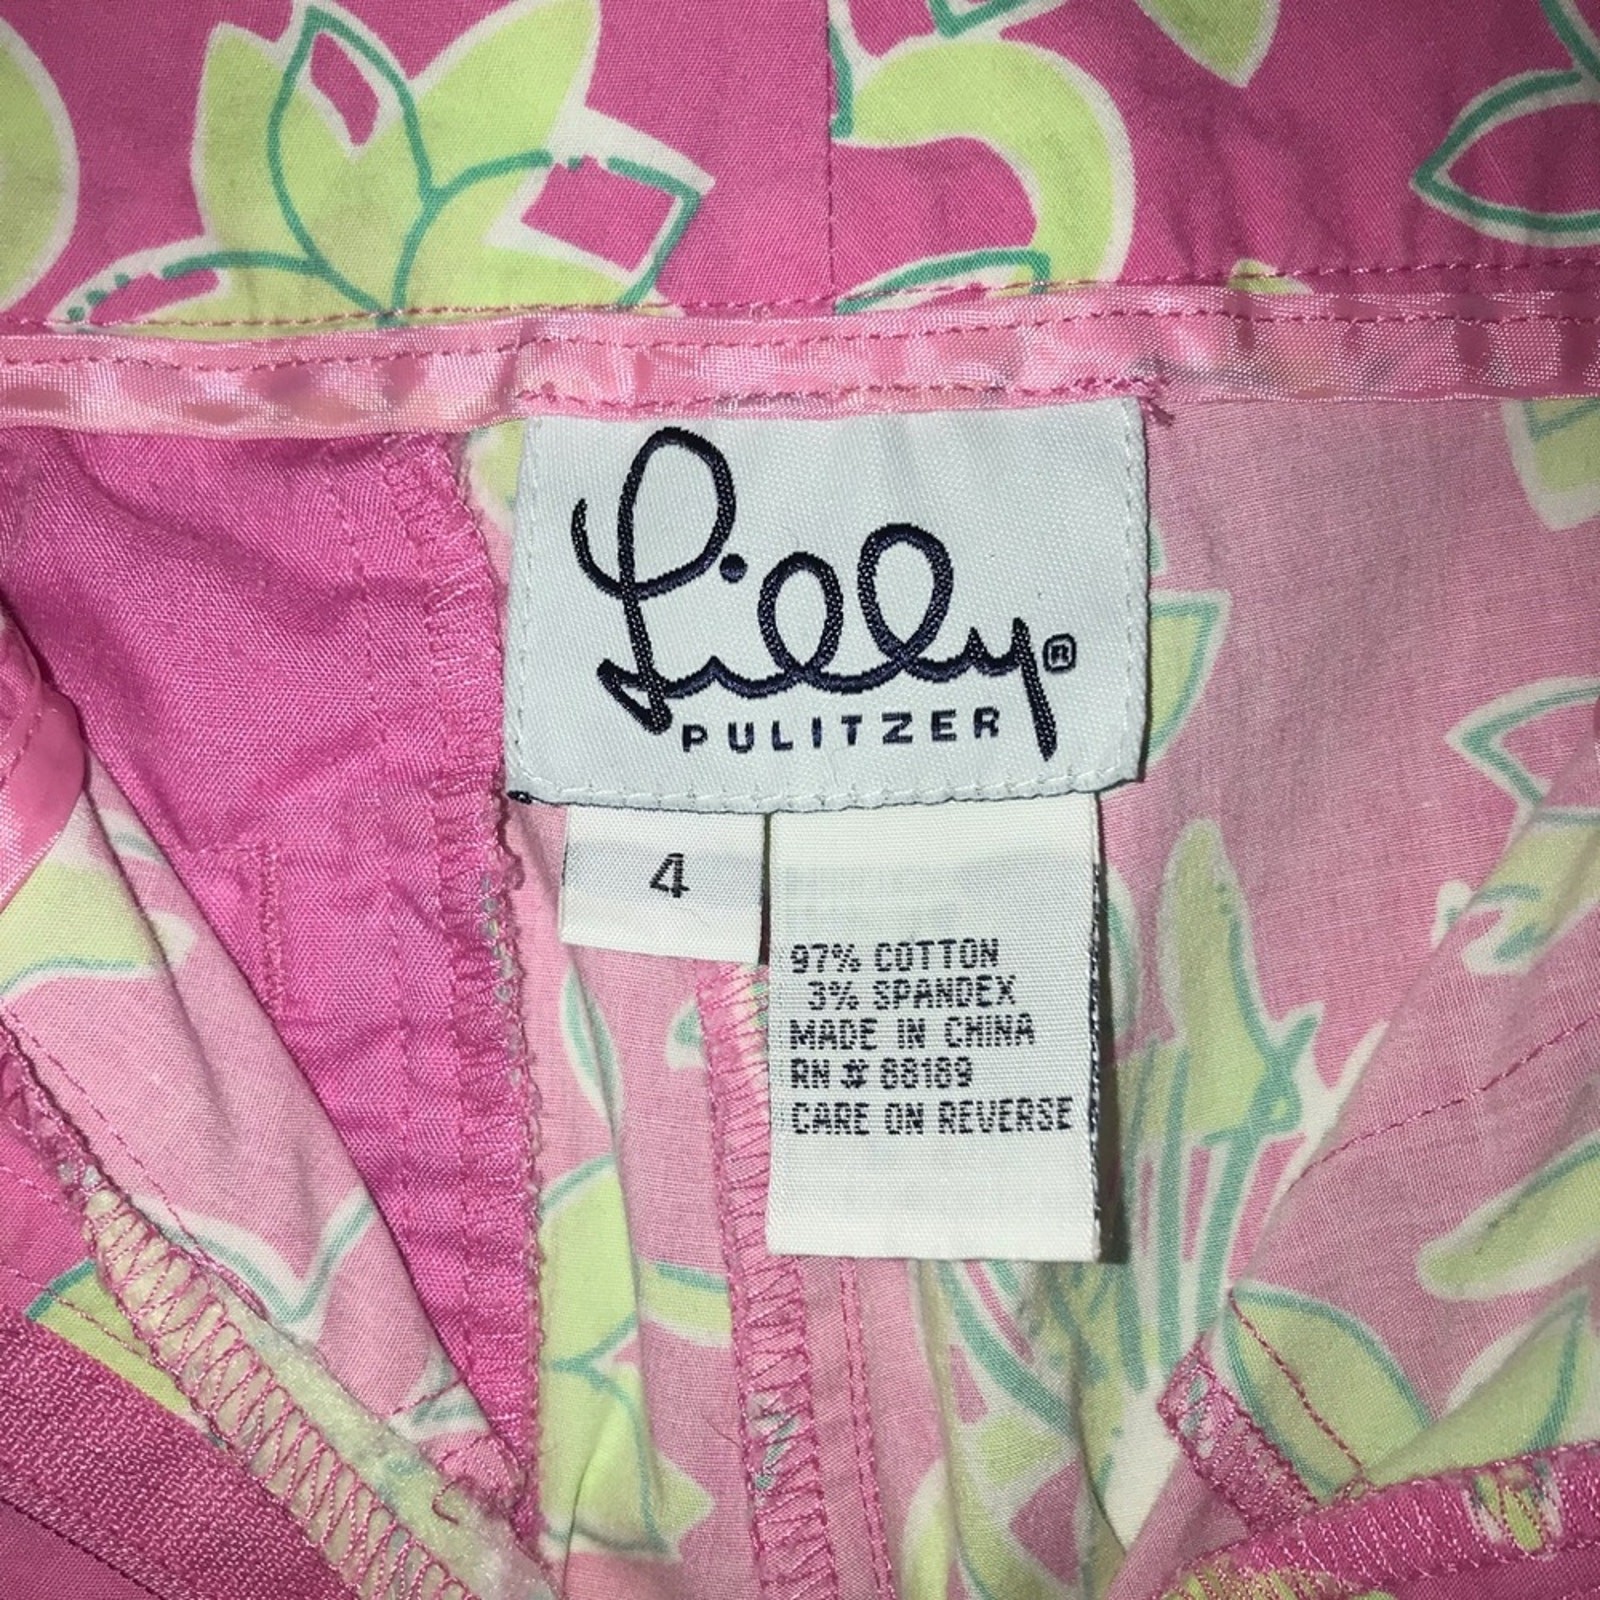 Lilly®
PULITZER
4
97% COTTON
3% SPANDEX
MADE IN CHINA
RN # 88189
CARE ON REVERSE